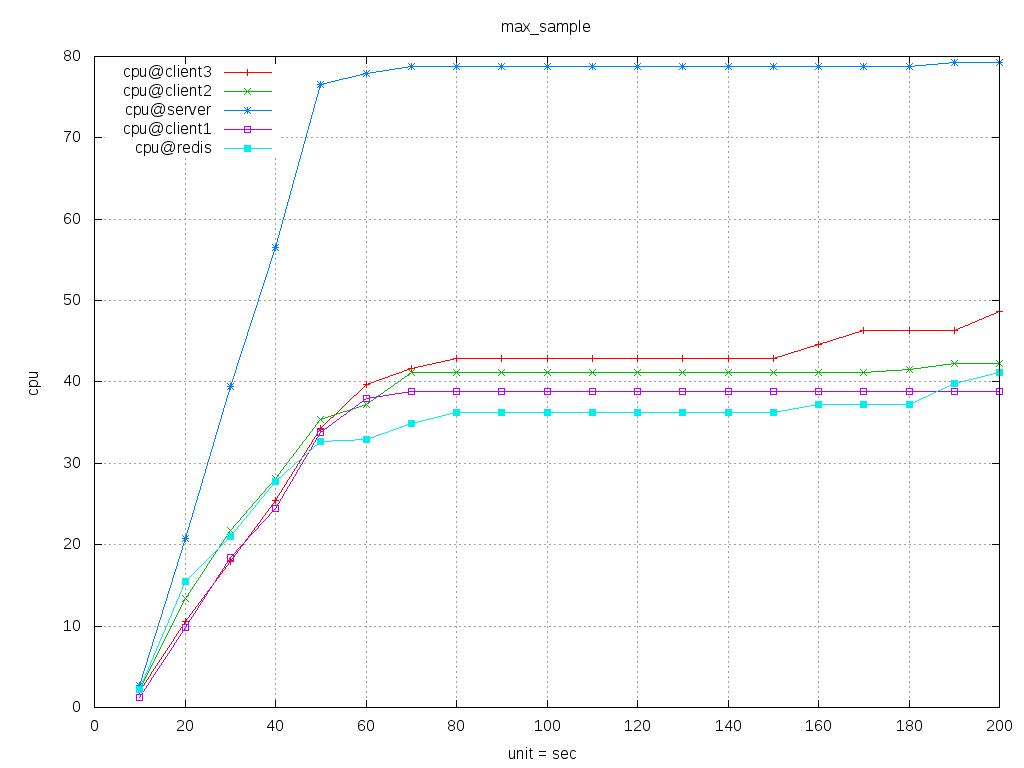 max_sample
cpu
80
70
60
50
40
30
20
10
0
cpu@client3
cpu@client2
cpu@server
cpu@client1
cpu@redis
0 20 40 60 80 100 120 140 160 180 200
unit = sec